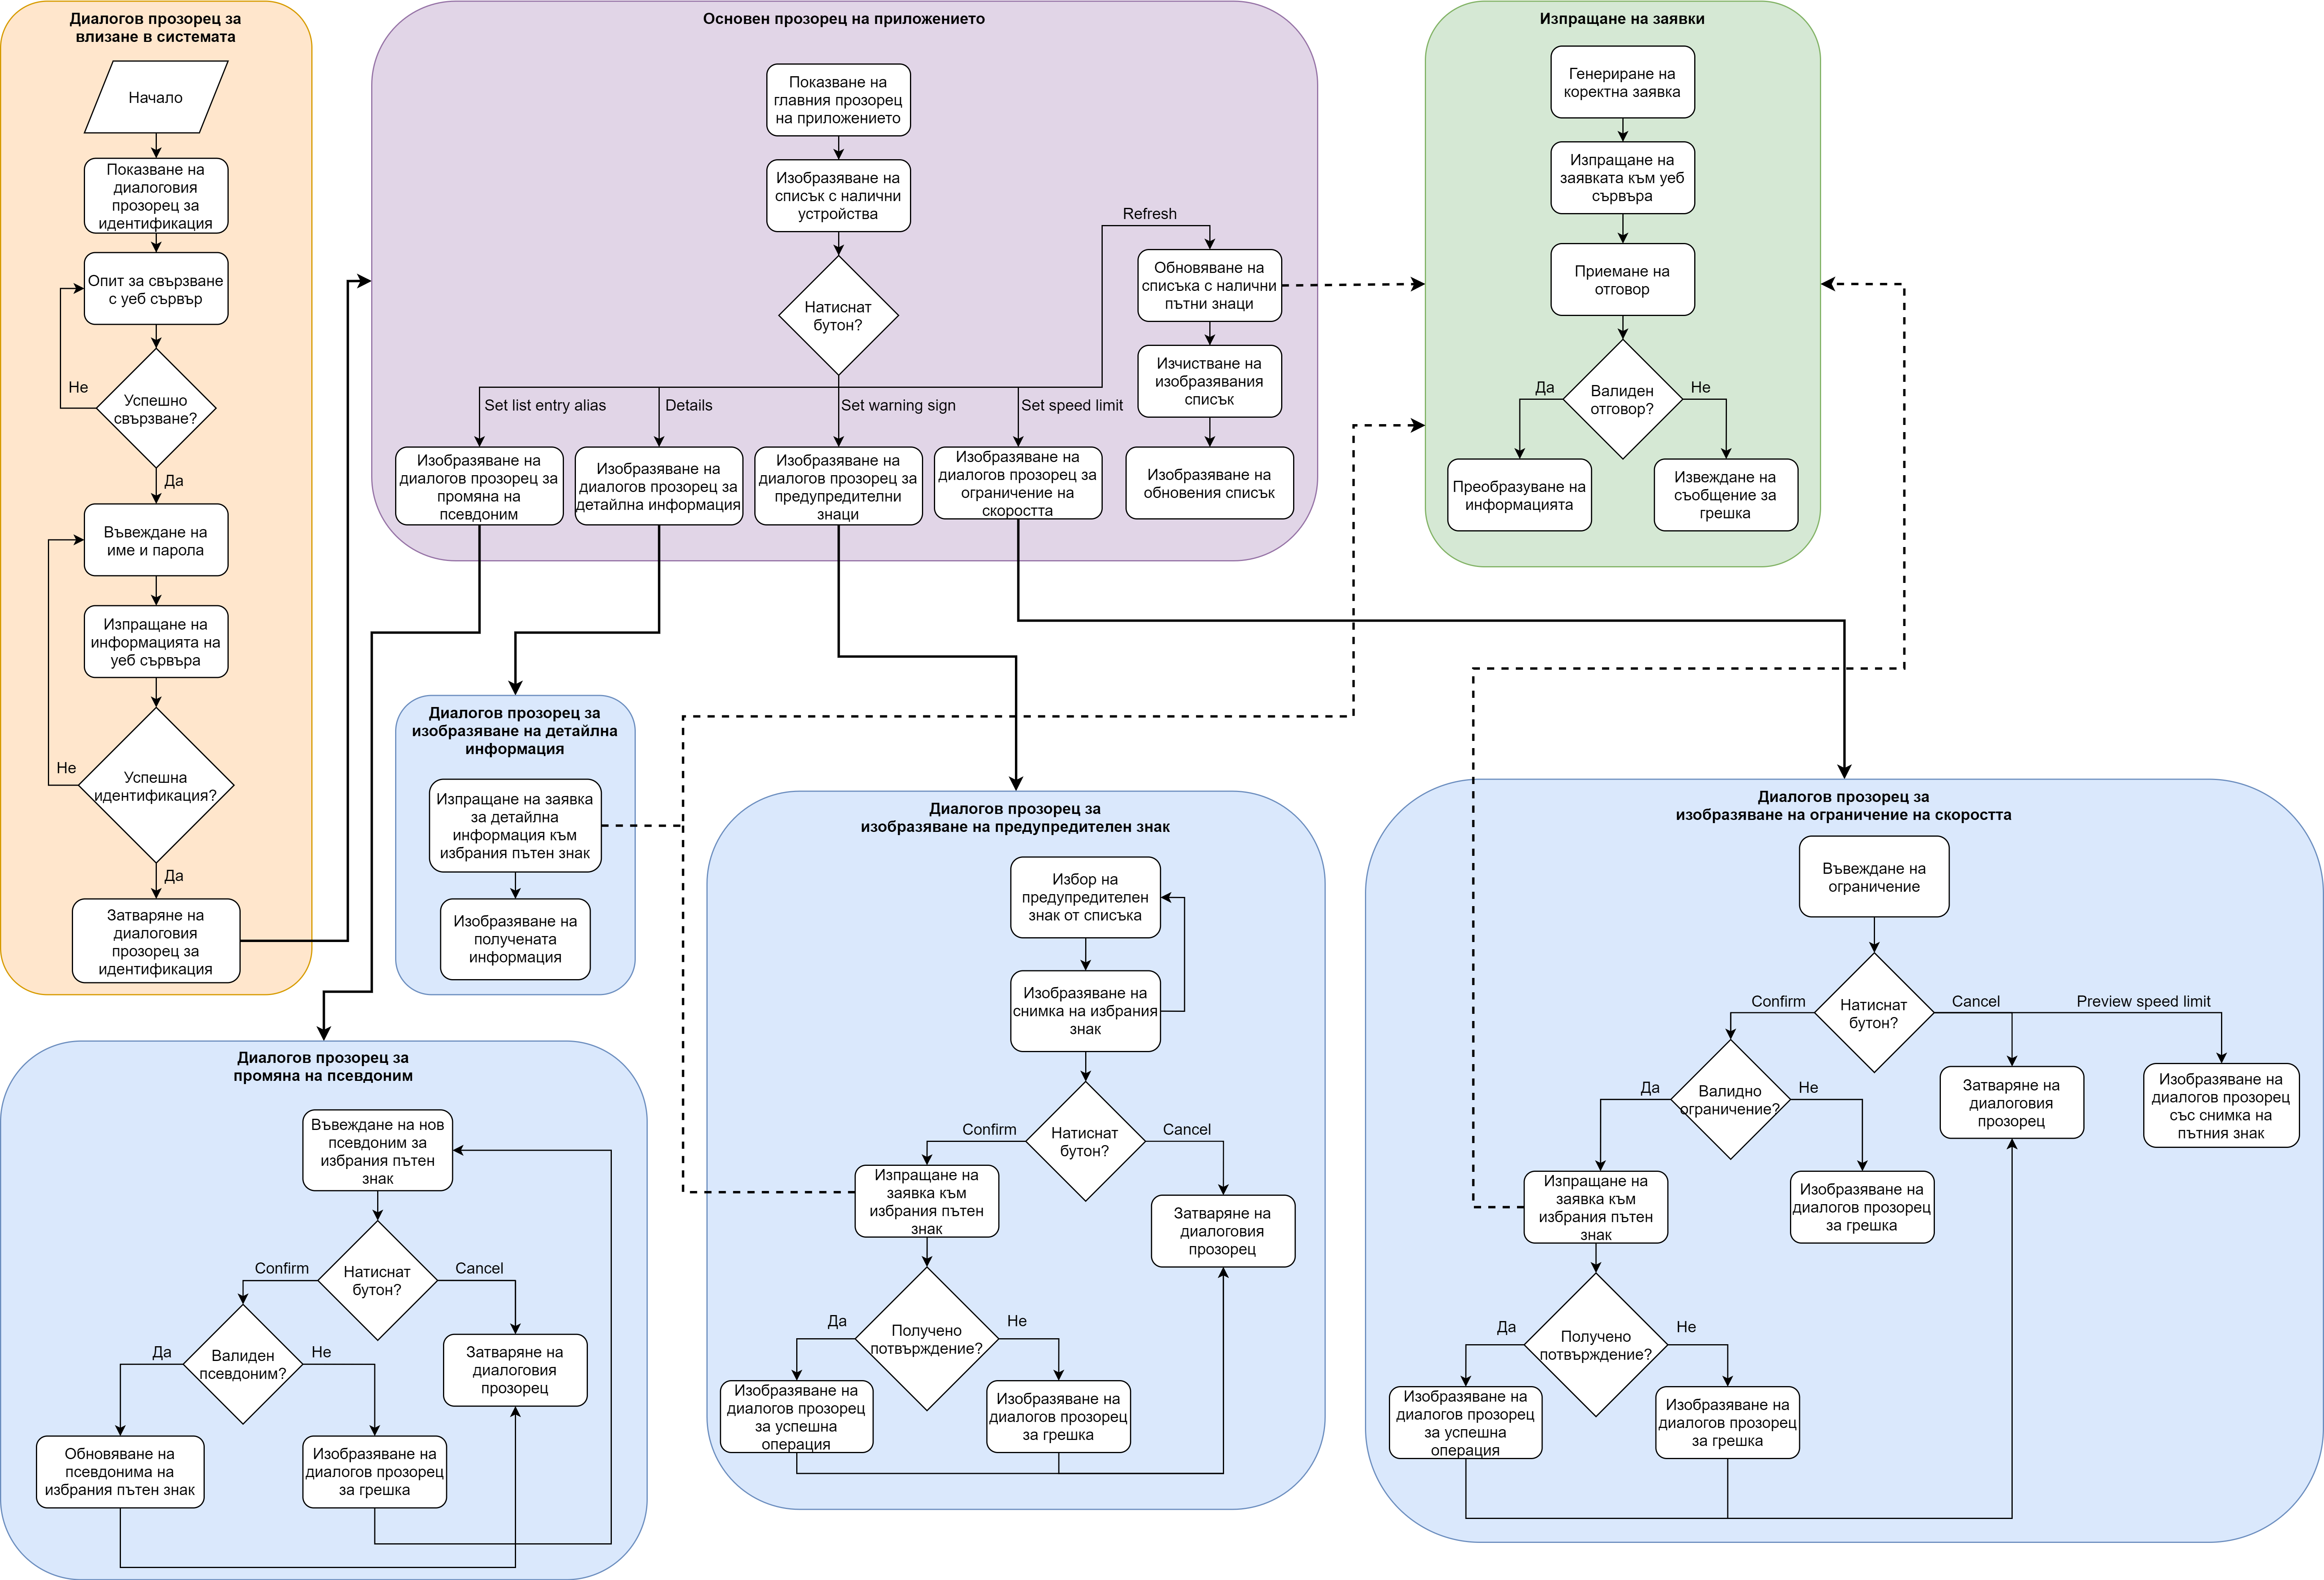 Диалогов прозорец за
влизане в системата
Начало
Показване на
диалоговия
прозорец за
идентификация
Опит за свързване
с уеб сървър
Не
Успешно
свързване?
Да
Въвеждане на
име и парола
Изпращане на
информацията на
уеб сървъра
Не
Успешна
идентификация?
Да
Затваряне на
диалоговия
прозорец за
идентификация
Основен прозорец на приложението
Показване на
главния прозорец
на приложението
Изобразяване на
списък с налични
устройства
Натиснат
бутон?
Refresh
Обновяване на
списъка с налични
пътни знаци
Изчистване на
изобразявания
списък
Изобразяване на
обновения списък
Set list entry alias
Details
Set warning sign
Set speed limit
Изобразяване на
диалогов прозорец за
промяна на
псевдоним
Изобразяване на
диалогов прозорец за
детайлна информация
Изобразяване на
диалогов прозорец за
предупредителни
знаци
Изобразяване на
диалогов прозорец за
ограничение на
скоростта
Изпращане на заявки
Генериране на
коректна заявка
Изпращане на
заявката към уеб
сървъра
Приемане на
отговор
Да
Валиден
отговор?
Не
Преобразуване на
информацията
Извеждане на
съобщение за
грешка
Диалогов прозорец за
изобразяване на детайлна
информация
Изпращане на заявка
за детайлна
информация към
избрания пътен знак
Изобразяване на
получената
информация
Диалогов прозорец за
промяна на псевдоним
Въвеждане на нов
псевдоним за
избрания пътен
знак
Confirm
Натиснат
бутон?
Cancel
Да
Валиден
псевдоним?
Не
Затваряне на
диалоговия
прозорец
Обновяване на
псевдонима на
избрания пътен знак
Изобразяване на
диалогов прозорец
за грешка
Диалогов прозорец за
изобразяване на предупредителен знак
Избор на
предупредителен
знак от списъка
Изобразяване на
снимка на избрания
знак
Confirm
Натиснат
бутон?
Cancel
Изпращане на
заявка към
избрания пътен
знак
Затваряне на
диалоговия
прозорец
Да
Получено
потвърждение?
Не
Изобразяване на
диалогов прозорец
за успешна
операция
Изобразяване на
диалогов прозорец
за грешка
Диалогов прозорец за
изобразяване на ограничение на скоростта
Въвеждане на
ограничение
Confirm
Натиснат
бутон?
Cancel
Preview speed limit
Да
Валидно
ограничение?
Не
Затваряне на
диалоговия
прозорец
Изобразяване на
диалогов прозорец
със снимка на
пътния знак
Изпращане на
заявка към
избрания пътен
знак
Изобразяване на
диалогов прозорец
за грешка
Да
Получено
потвърждение?
Не
Изобразяване на
диалогов прозорец
за успешна
операция
Изобразяване на
диалогов прозорец
за грешка